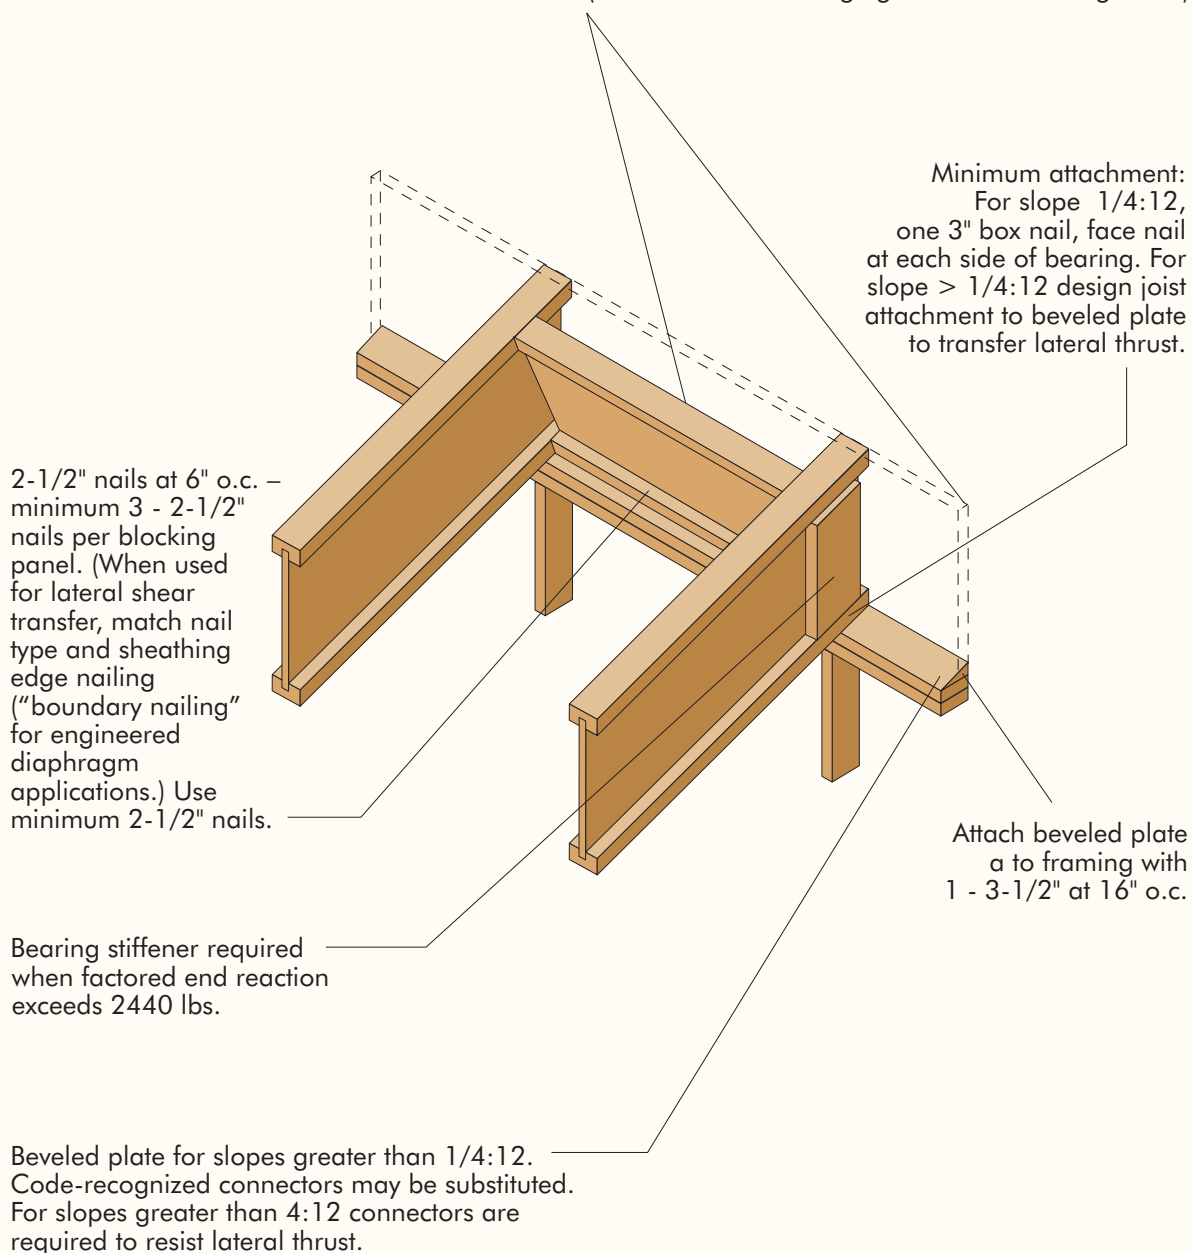 Minimum attachment:
For slope 1/4:12,
one 3" box nail, face nail
at each side of bearing. For
slope > 1/4:12 design joist
attachment to beveled plate
to transfer lateral thrust.
2-1/2" nails at 6" o.c. –
minimum 3 - 2-1/2"
nails per blocking
panel. (When used
for lateral shear
transfer, match nail
type and sheathing
edge nailing
(“boundary nailing”
for engineered
diaphragm
applications.) Use
minimum 2-1/2" nails.
Attach beveled plate
a to framing with
1 - 3-1/2" at 16" o.c.
Bearing stiffener required
when factored end reaction
exceeds 2440 lbs.
Beveled plate for slopes greater than 1/4:12.
Code-recognized connectors may be substituted.
For slopes greater than 4:12 connectors are
required to resist lateral thrust.